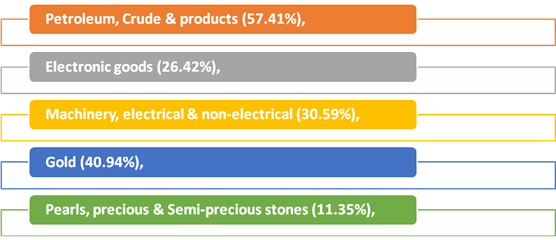 Petroleum, Crude & products (57.41%),
Electronic goods (26.42%),
Machinery, electrical & non-electrical (30.59%),
Gold (40.94%),
Pearls, precious & Semi-precious stones (11.35%),